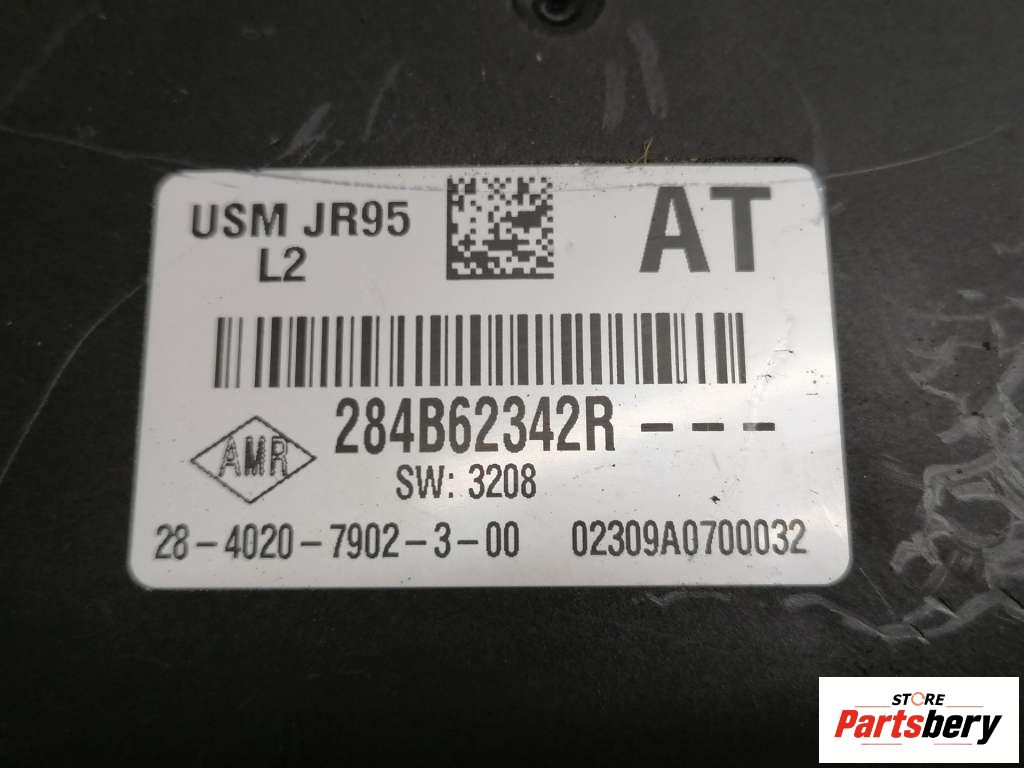 USM JR95
L2
AT
284B62342R---
AMR
SW: 3208
28-4020-7902-3-00 02309A0700032
STORE
Partsbery